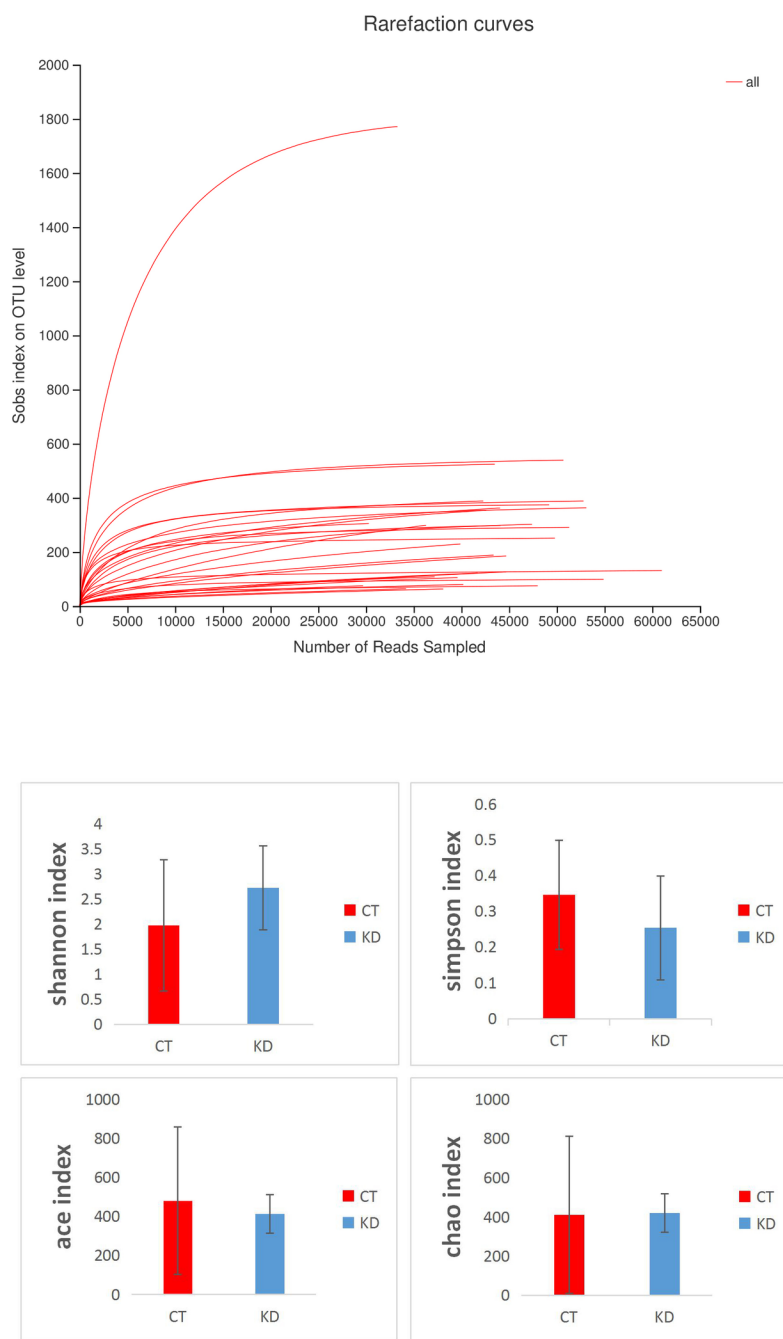 Rarefaction curves
2000
1800
1600
1400
1200
1000
800
600
400
200
0
Sobs index on OTU level
all
0 5000 10000 15000 20000 25000 30000 35000 40000 45000 50000 55000 60000 65000
Number of Reads Sampled
shannon index
4
3.5
3
2.5
2
1.5
1
0.5
0
CT KD
CT
KD
simpson index
0.6
0.5
0.4
0.3
0.2
0.1
0
CT KD
CT
KD
ace index
1000
800
600
400
200
0
CT KD
CT
KD
chao index
1000
800
600
400
200
0
CT KD
CT
KD